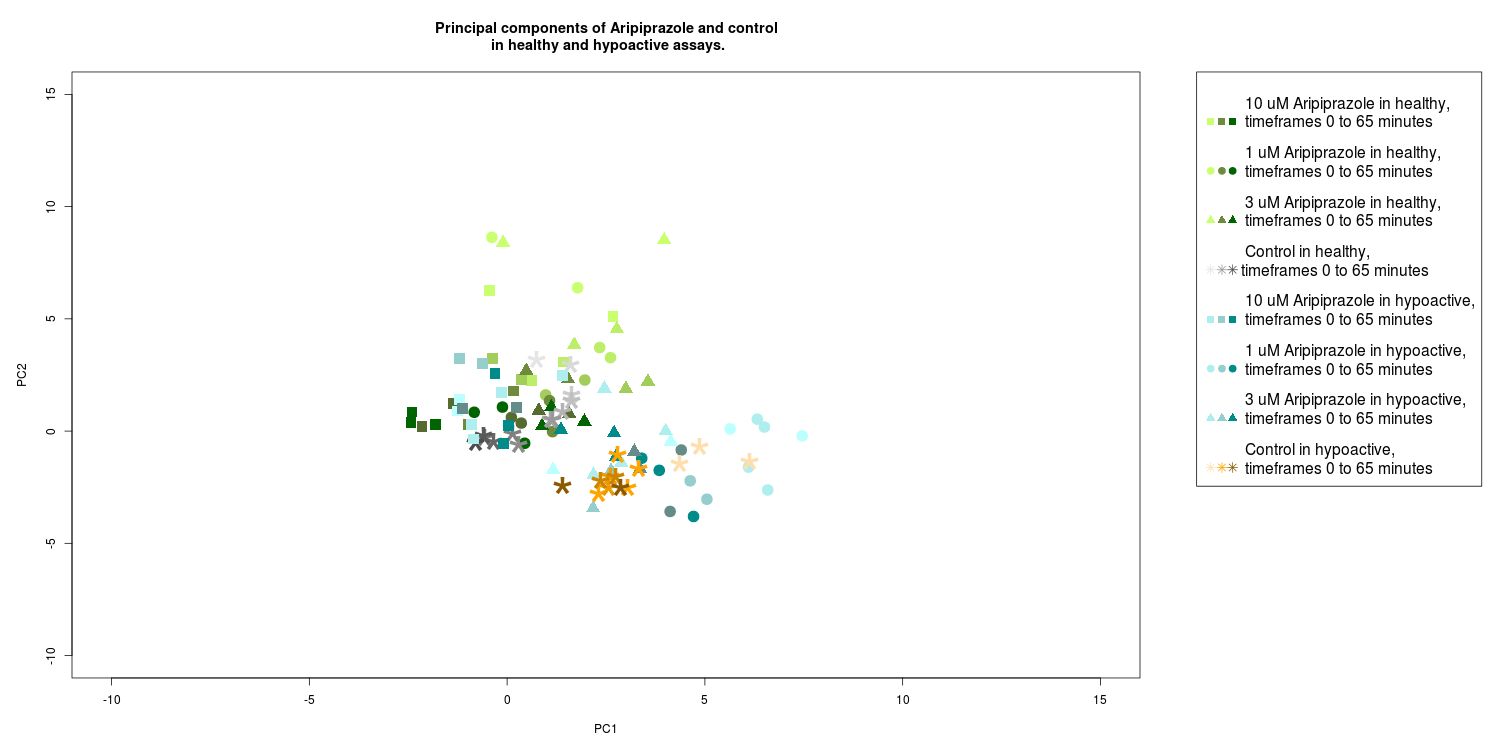 Principal components of Aripiprazole and control
in healthy and hypoactive assays.
15
10
5
0
-5
-10
PC2
-10
-5
0
5
10
15
PC1
10 uM Aripiprazole in healthy,
timeframes 0 to 65 minutes
1 uM Aripiprazole in healthy,
timeframes 0 to 65 minutes
3 uM Aripiprazole in healthy,
timeframes 0 to 65 minutes
Control in healthy,
timeframes 0 to 65 minutes
10 uM Aripiprazole in hypoactive,
timeframes 0 to 65 minutes
1 uM Aripiprazole in hypoactive,
timeframes 0 to 65 minutes
3 uM Aripiprazole in hypoactive,
timeframes 0 to 65 minutes
Control in hypoactive,
timeframes 0 to 65 minutes